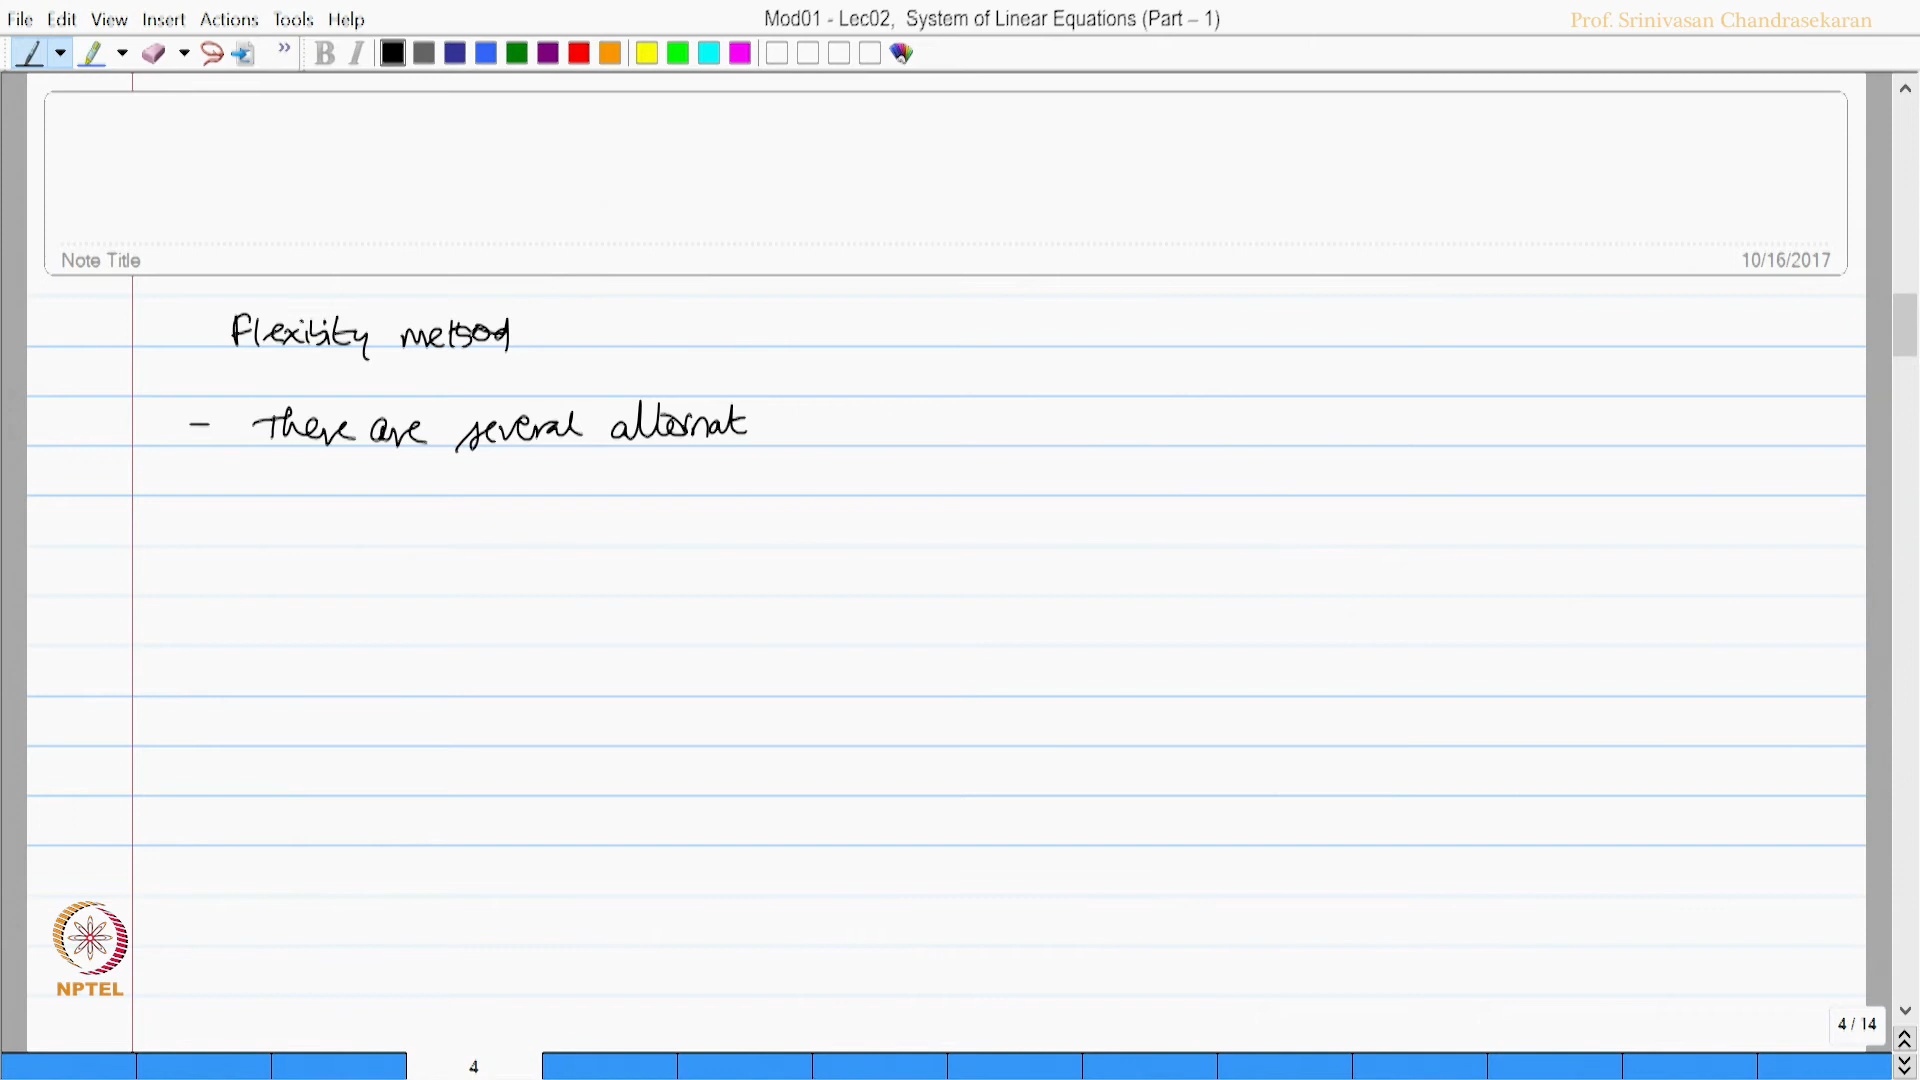 File Edit View Insert Actions Tools Help
Mod01 - Lec02, System of Linear Equations (Part – 1)
Prof. Srinivasan Chandrasekaran
B I
Note Title
10/16/2017
Flexisity method
- There are several alternat
NPTEL
4 / 14
4